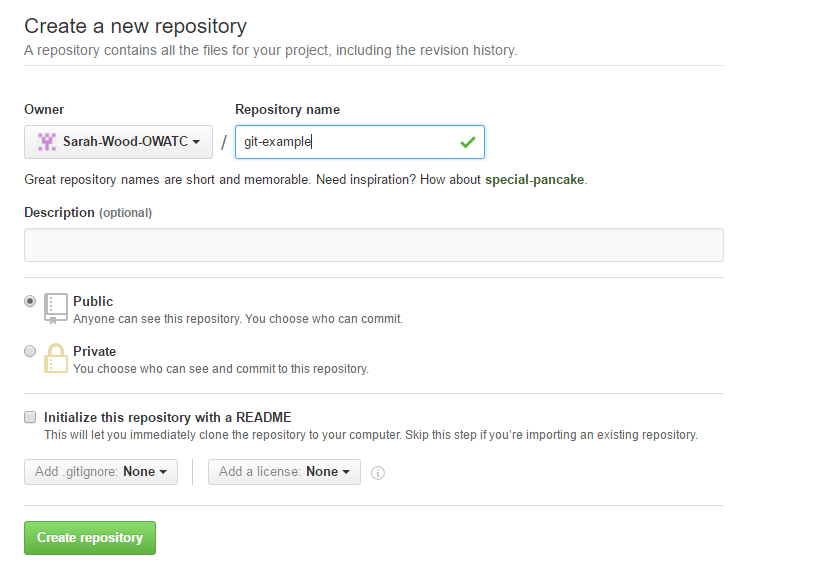 Create a new repository
A repository contains all the files for your project, including the revision history.
Owner
Repository name
Sarah-Wood-OWATC / git-example
Great repository names are short and memorable. Need inspiration? How about special-pancake.
Description (optional)
Public
Anyone can see this repository. You choose who can commit.
Private
You choose who can see and commit to this repository.
Initialize this repository with a README
This will let you immediately clone the repository to your computer. Skip this step if you’re importing an existing repository.
Add .gitignore: None
Add a license: None
Create repository